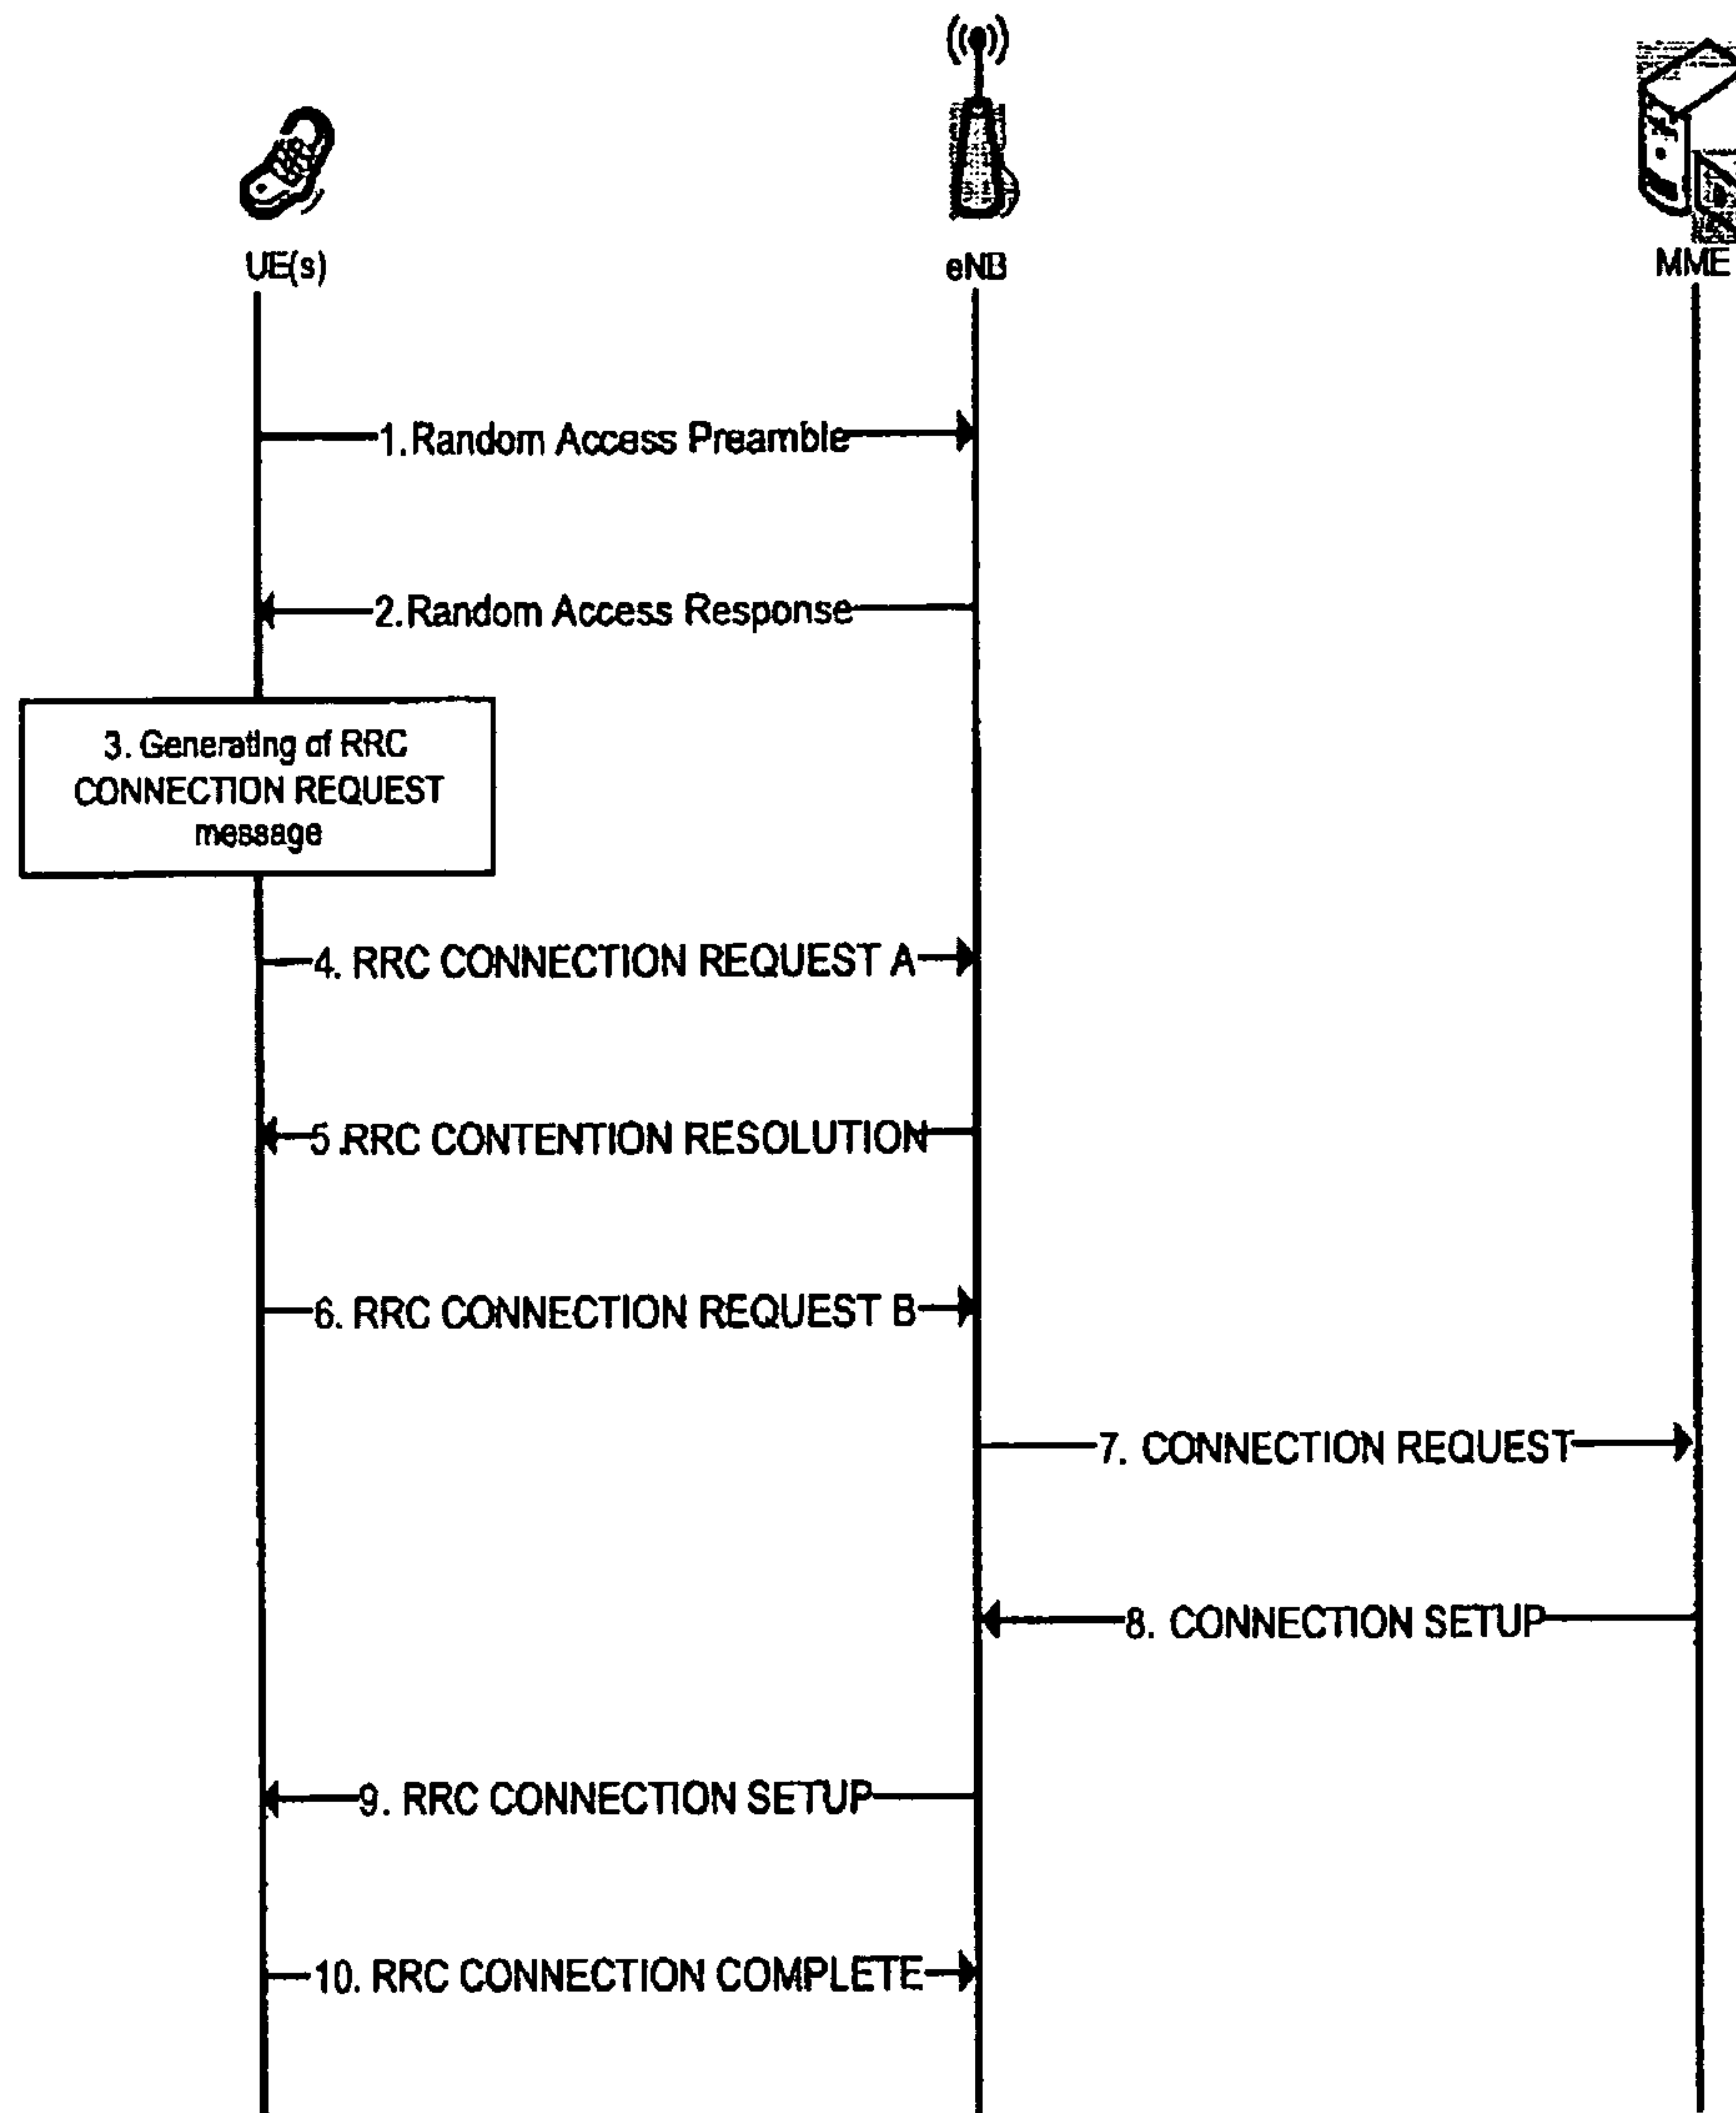 UE(s)
eNB
MME
1.Random Access Preamble
2.Random Access Response
3. Generating of RRC
CONNECTION REQUEST
message
4. RRC CONNECTION REQUEST A
5.RRC CONTENTION RESOLUTION
6. RRC CONNECTION REQUEST B
7. CONNECTION REQUEST
8. CONNECTION SETUP
9. RRC CONNECTION SETUP
10. RRC CONNECTION COMPLETE